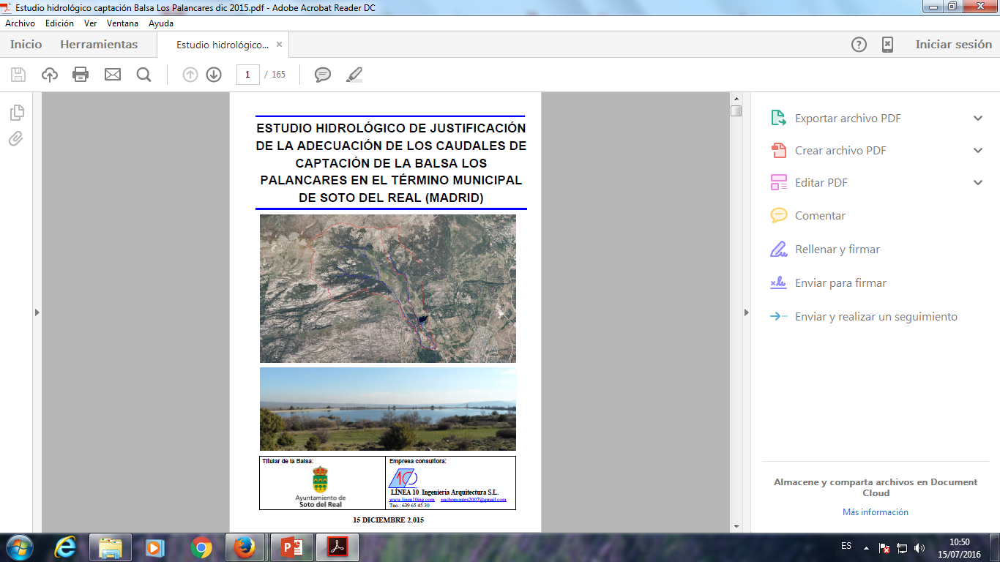 Estudio hidrológico captación Balsa Los Palancares dic 2015.pdf - Adobe Acrobat Reader DC
Archivo Edición Ver Ventana Ayuda
Inicio Herramientas Estudio hidrológico... × Iniciar sesión
1 / 165
ESTUDIO HIDROLÓGICO DE JUSTIFICACIÓN
DE LA ADECUACIÓN DE LOS CAUDALES DE
CAPTACIÓN DE LA BALSA LOS
PALANCARES EN EL TÉRMINO MUNICIPAL
DE SOTO DEL REAL (MADRID)
Titular de la Balsa:
Ayuntamiento de
Soto del Real
Empresa consultora:
10
LÍNEA 10 Ingeniería Arquitectura S.L.
www.linea10ing.com nachomontes2007@gmail.com
Tno.: 639 65 45 30
15 DICIEMBRE 2.015
Exportar archivo PDF
Crear archivo PDF
Editar PDF
Comentar
Rellenar y firmar
Enviar para firmar
Enviar y realizar un seguimiento
Almacene y comparta archivos en Document
Cloud
Más información
ES
10:50
15/07/2016